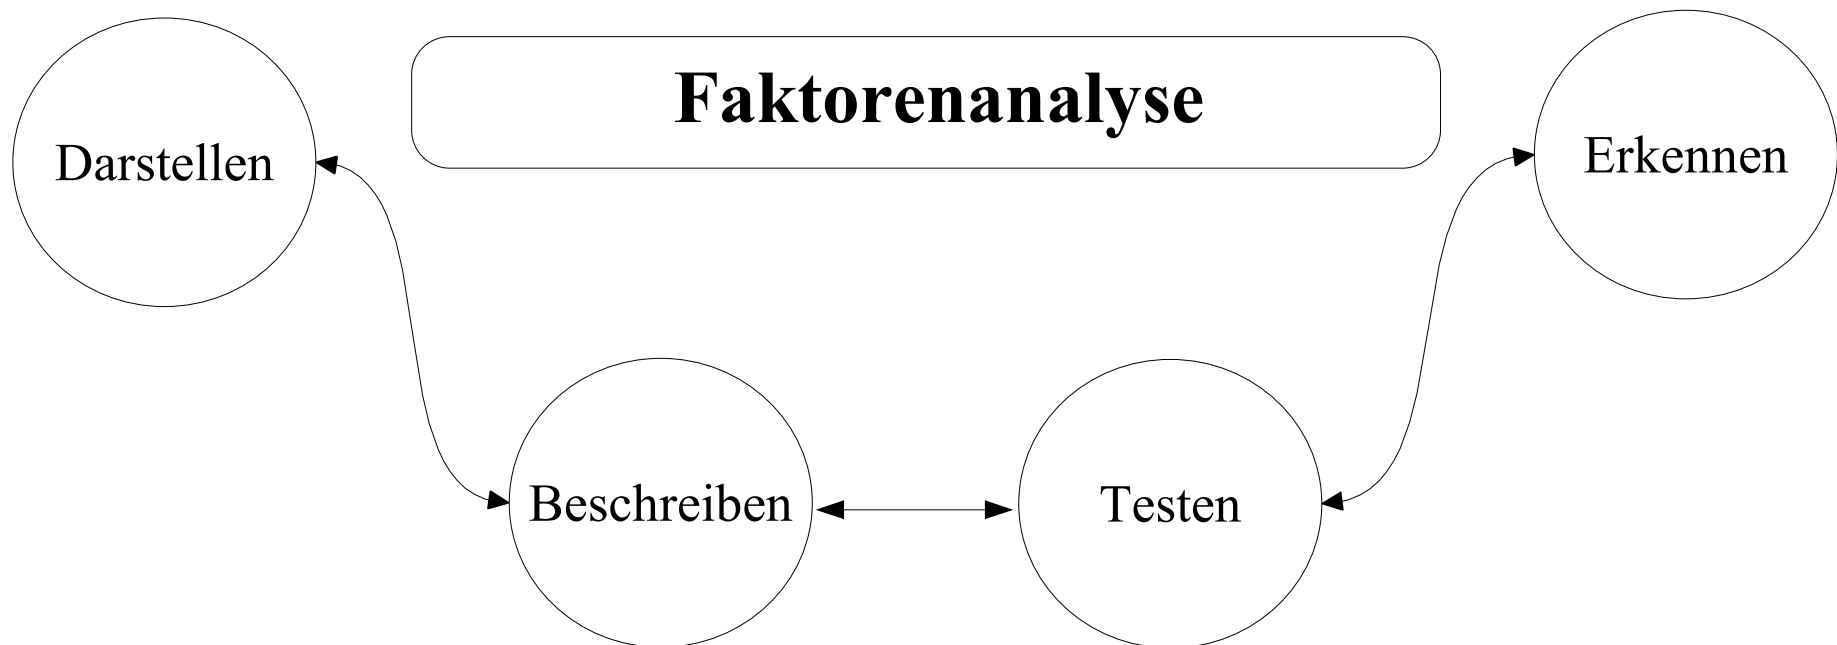 Faktorenanalyse
Darstellen
Erkennen
Beschreiben
Testen